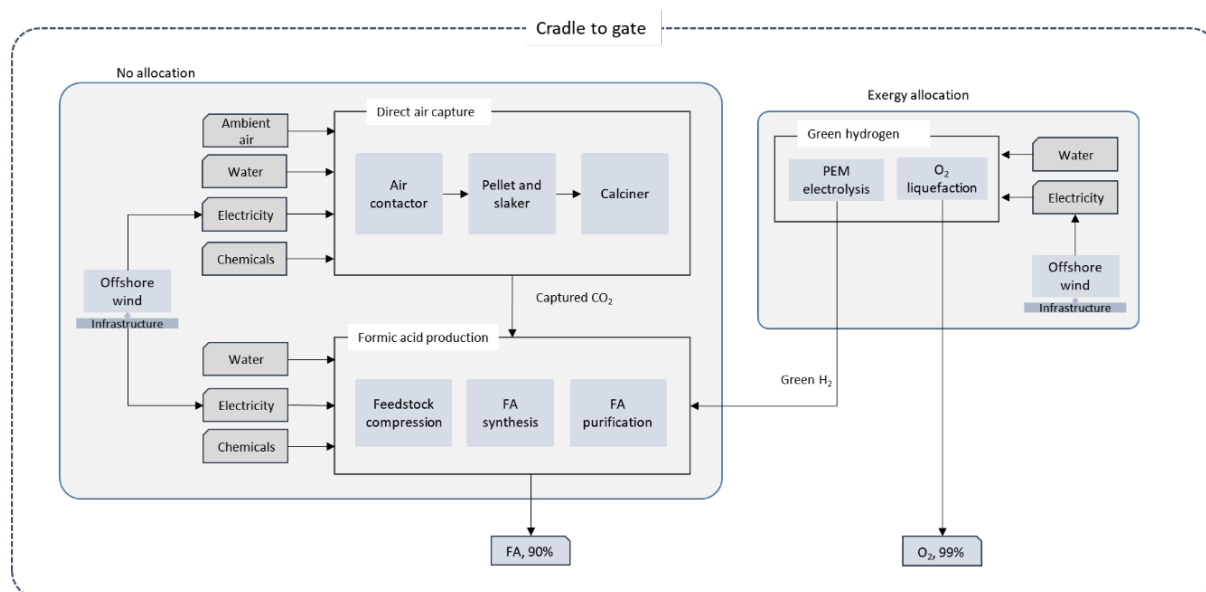 Cradle to gate
No allocation
Direct air capture
Ambient
air
Water
Electricity
Chemicals
Air
contactor
Pellet and
slaker
Calciner
Offshore
wind
Infrastructure
Captured CO₂
Formic acid production
Water
Electricity
Chemicals
Feedstock
compression
FA
synthesis
FA
purification
Exergy allocation
Green hydrogen
PEM
electrolysis
O₂
liquefaction
Water
Electricity
Offshore
wind
Infrastructure
Green H₂
FA, 90%
O₂, 99%